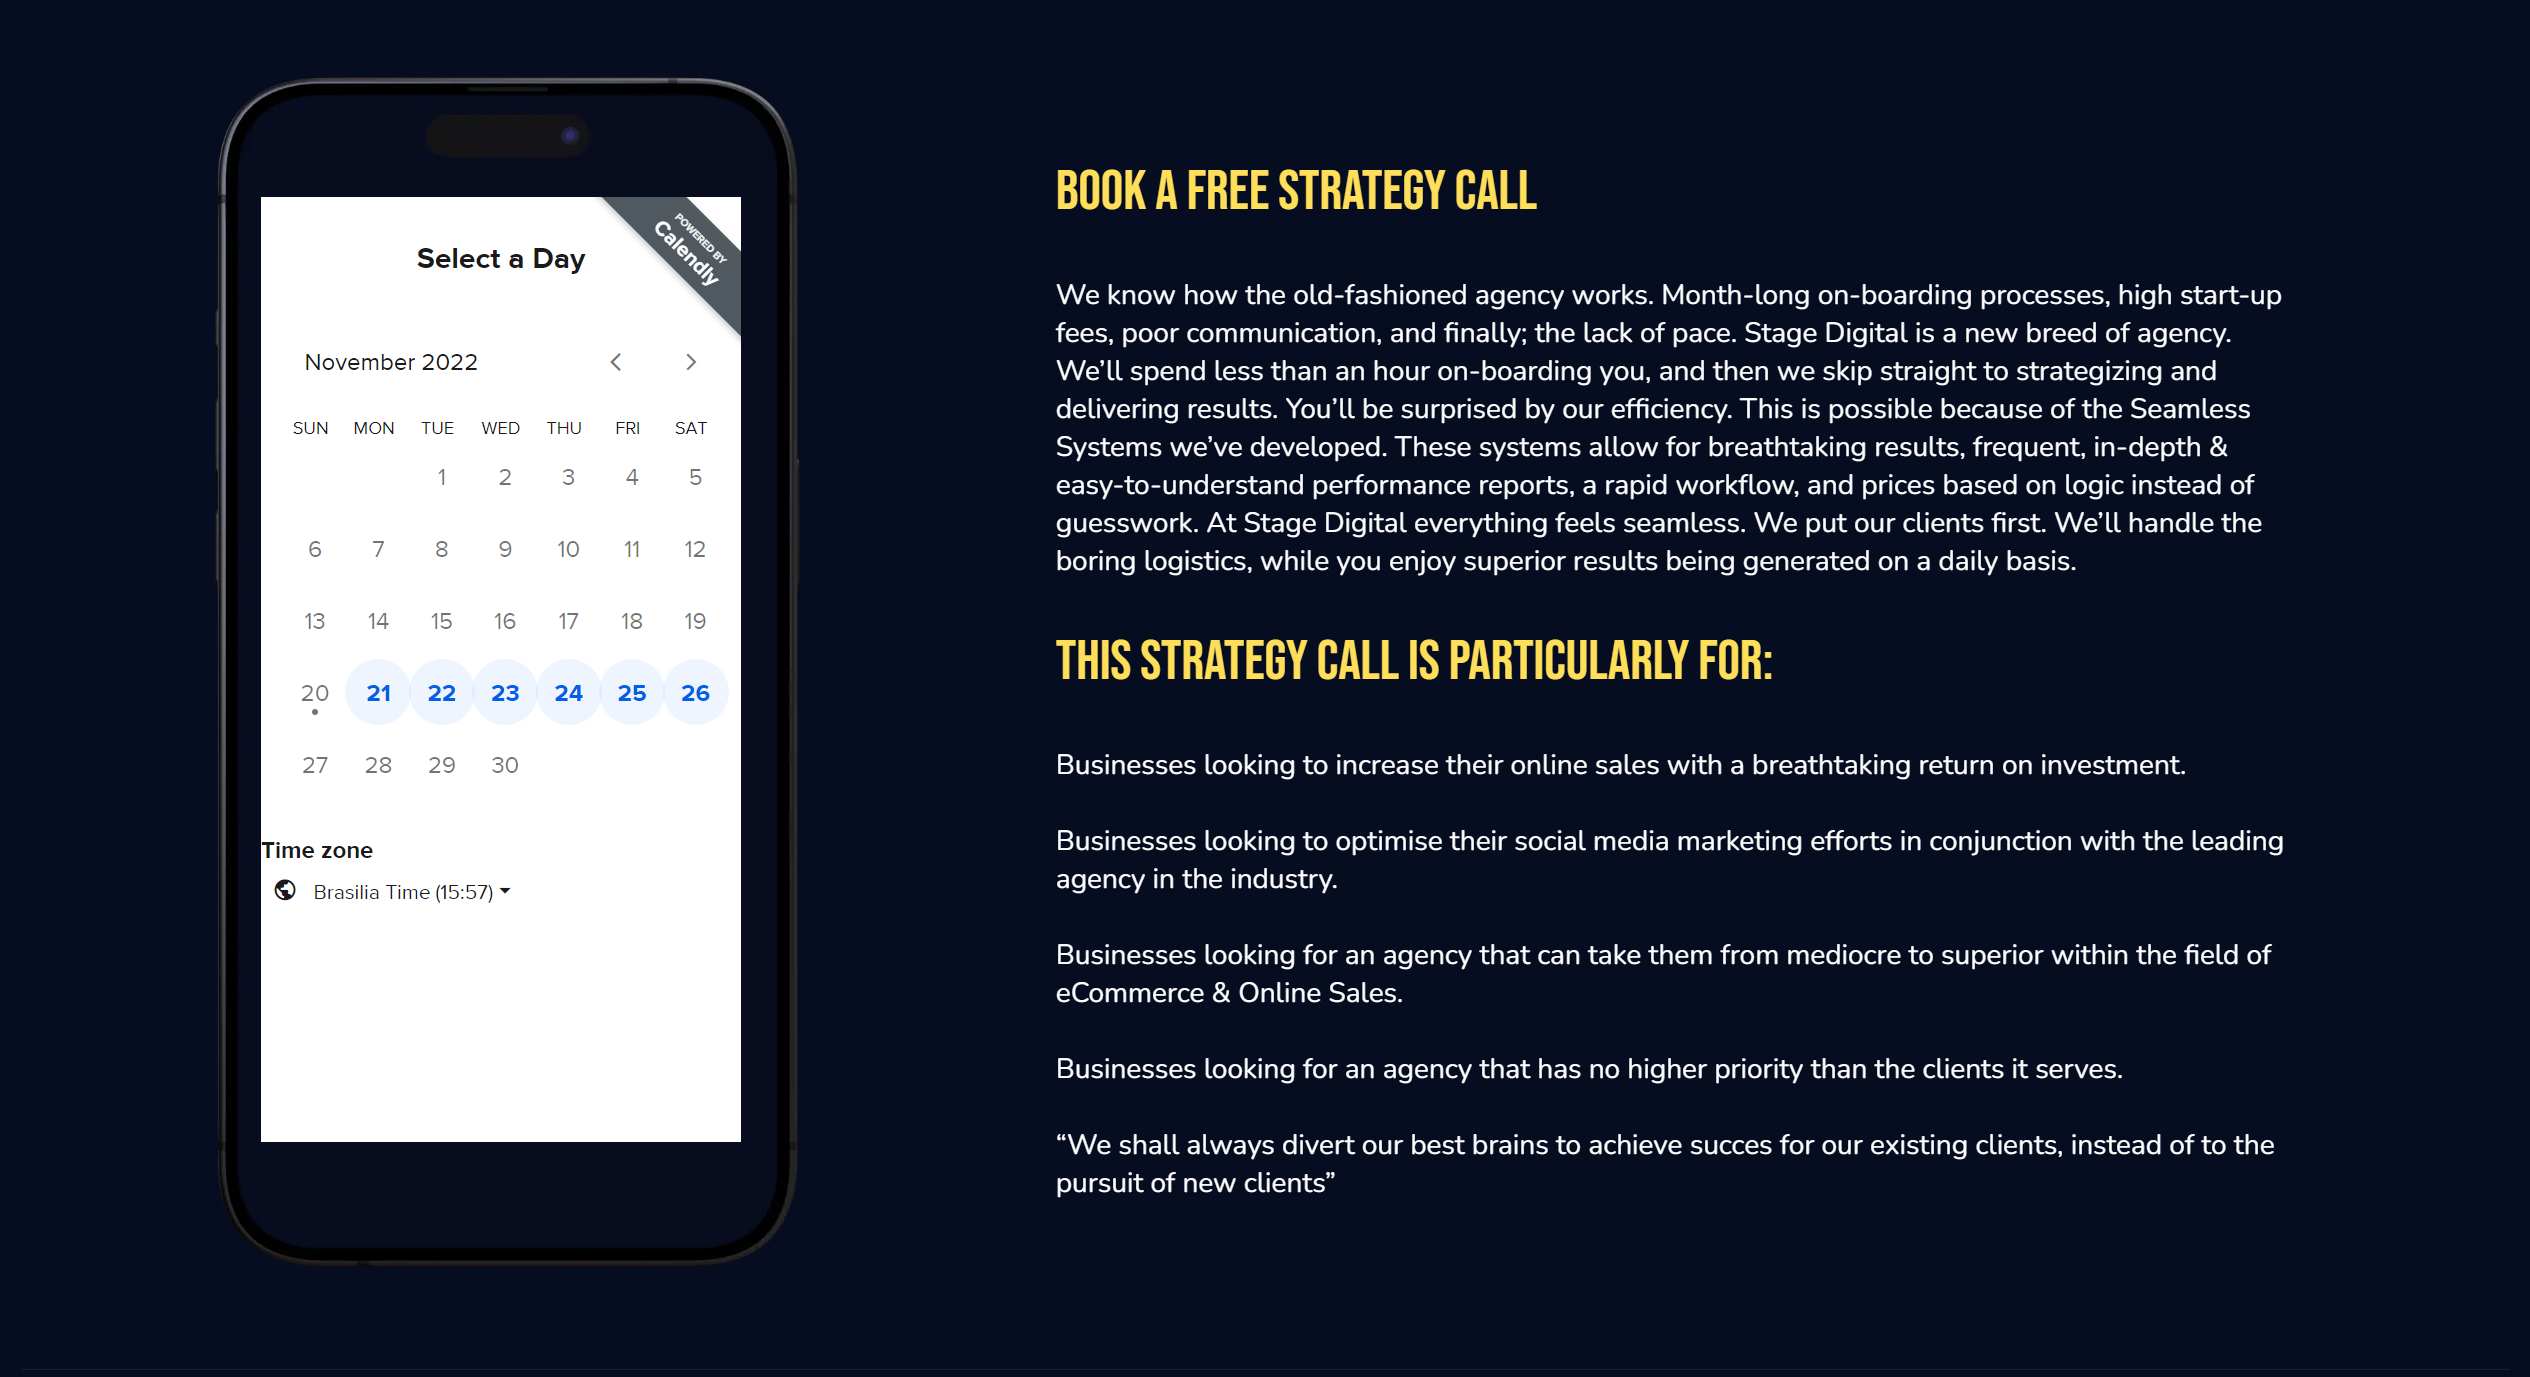 POWERED BY
Calendly
Select a Day
November 2022
SUN MON TUE WED THU FRI SAT
1 2 3 4 5
6 7 8 9 10 11 12
13 14 15 16 17 18 19
20 21 22 23 24 25 26
27 28 29 30
Time zone
Brasilia Time (15:57)
BOOK A FREE STRATEGY CALL
We know how the old-fashioned agency works. Month-long on-boarding processes, high start-up
fees, poor communication, and finally; the lack of pace. Stage Digital is a new breed of agency.
We’ll spend less than an hour on-boarding you, and then we skip straight to strategizing and
delivering results. You’ll be surprised by our efficiency. This is possible because of the Seamless
Systems we’ve developed. These systems allow for breathtaking results, frequent, in-depth &
easy-to-understand performance reports, a rapid workflow, and prices based on logic instead of
guesswork. At Stage Digital everything feels seamless. We put our clients first. We’ll handle the
boring logistics, while you enjoy superior results being generated on a daily basis.
THIS STRATEGY CALL IS PARTICULARLY FOR:
Businesses looking to increase their online sales with a breathtaking return on investment.
Businesses looking to optimise their social media marketing efforts in conjunction with the leading
agency in the industry.
Businesses looking for an agency that can take them from mediocre to superior within the field of
eCommerce & Online Sales.
Businesses looking for an agency that has no higher priority than the clients it serves.
“We shall always divert our best brains to achieve succes for our existing clients, instead of to the
pursuit of new clients”